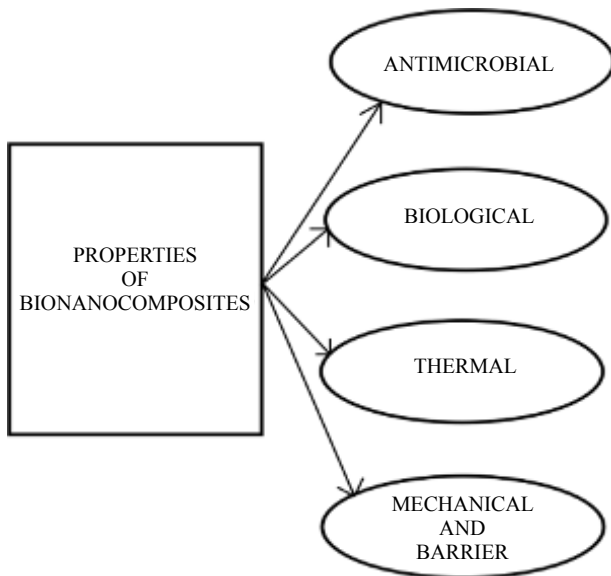 PROPERTIES
OF
BIONANOCOMPOSITES
ANTIMICROBIAL
BIOLOGICAL
THERMAL
MECHANICAL
AND
BARRIER